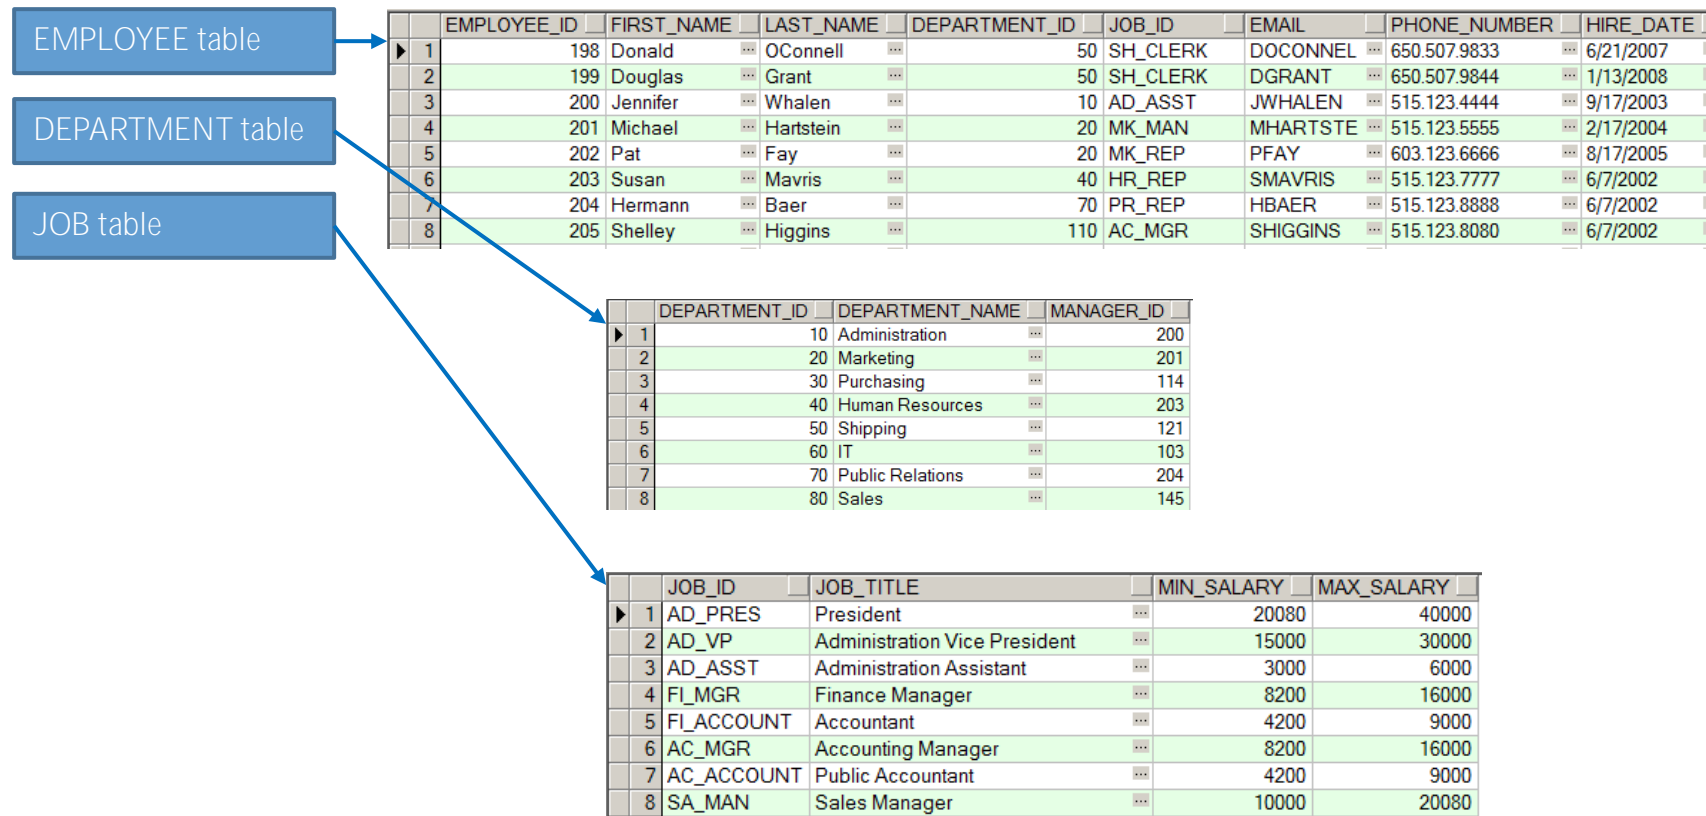 EMPLOYEE table
EMPLOYEE_ID FIRST_NAME LAST_NAME DEPARTMENT_ID JOB_ID EMAIL PHONE_NUMBER HIRE_DATE
1 198 Donald ... OConnell ... 50 SH_CLERK DOCONNEL ... 650.507.9833 ... 6/21/2007
2 199 Douglas ... Grant ... 50 SH_CLERK DGRANT ... 650.507.9844 ... 1/13/2008
3 200 Jennifer ... Whalen ... 10 AD_ASST JWHALEN ... 515.123.4444 ... 9/17/2003
4 201 Michael ... Hartstein ... 20 MK_MAN MHARTSTE ... 515.123.5555 ... 2/17/2004
5 202 Pat ... Fay ... 20 MK_REP PFAY ... 603.123.6666 ... 8/17/2005
6 203 Susan ... Mavris ... 40 HR_REP SMAVRIS ... 515.123.7777 ... 6/7/2002
7 204 Hermann ... Baer ... 70 PR_REP HBAER ... 515.123.8888 ... 6/7/2002
8 205 Shelley ... Higgins ... 110 AC_MGR SHIGGINS ... 515.123.8080 ... 6/7/2002
DEPARTMENT table
DEPARTMENT_ID DEPARTMENT_NAME MANAGER_ID
1 10 Administration ... 200
2 20 Marketing ... 201
3 30 Purchasing ... 114
4 40 Human Resources ... 203
5 50 Shipping ... 121
6 60 IT ... 103
7 70 Public Relations ... 204
8 80 Sales ... 145
JOB table
JOB_ID JOB_TITLE MIN_SALARY MAX_SALARY
1 AD_PRES President ... 20080 40000
2 AD_VP Administration Vice President ... 15000 30000
3 AD_ASST Administration Assistant ... 3000 6000
4 FI_MGR Finance Manager ... 8200 16000
5 FI_ACCOUNT Accountant ... 4200 9000
6 AC_MGR Accounting Manager ... 8200 16000
7 AC_ACCOUNT Public Accountant ... 4200 9000
8 SA_MAN Sales Manager ... 10000 20080